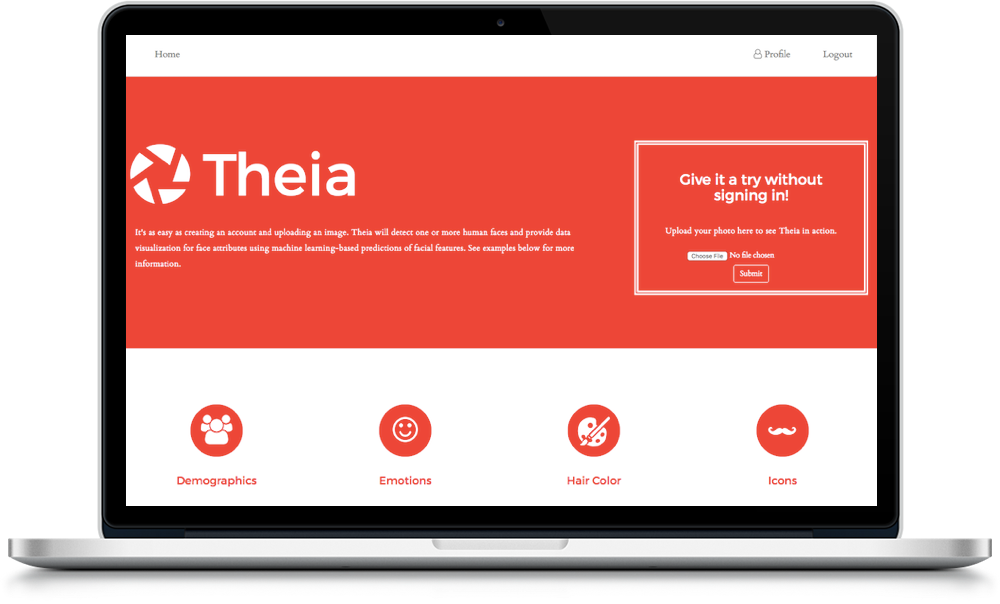 Home
Profile
Logout
Theia
It's as easy as creating an account and uploading an image. Theia will detect one or more human faces and provide data
visualization for face attributes using machine learning-based predictions of facial features. See examples below for more
information.
Give it a try without
signing in!
Upload your photo here to see Theia in action.
Choose File No file chosen
Submit
Demographics
Emotions
Hair Color
Icons